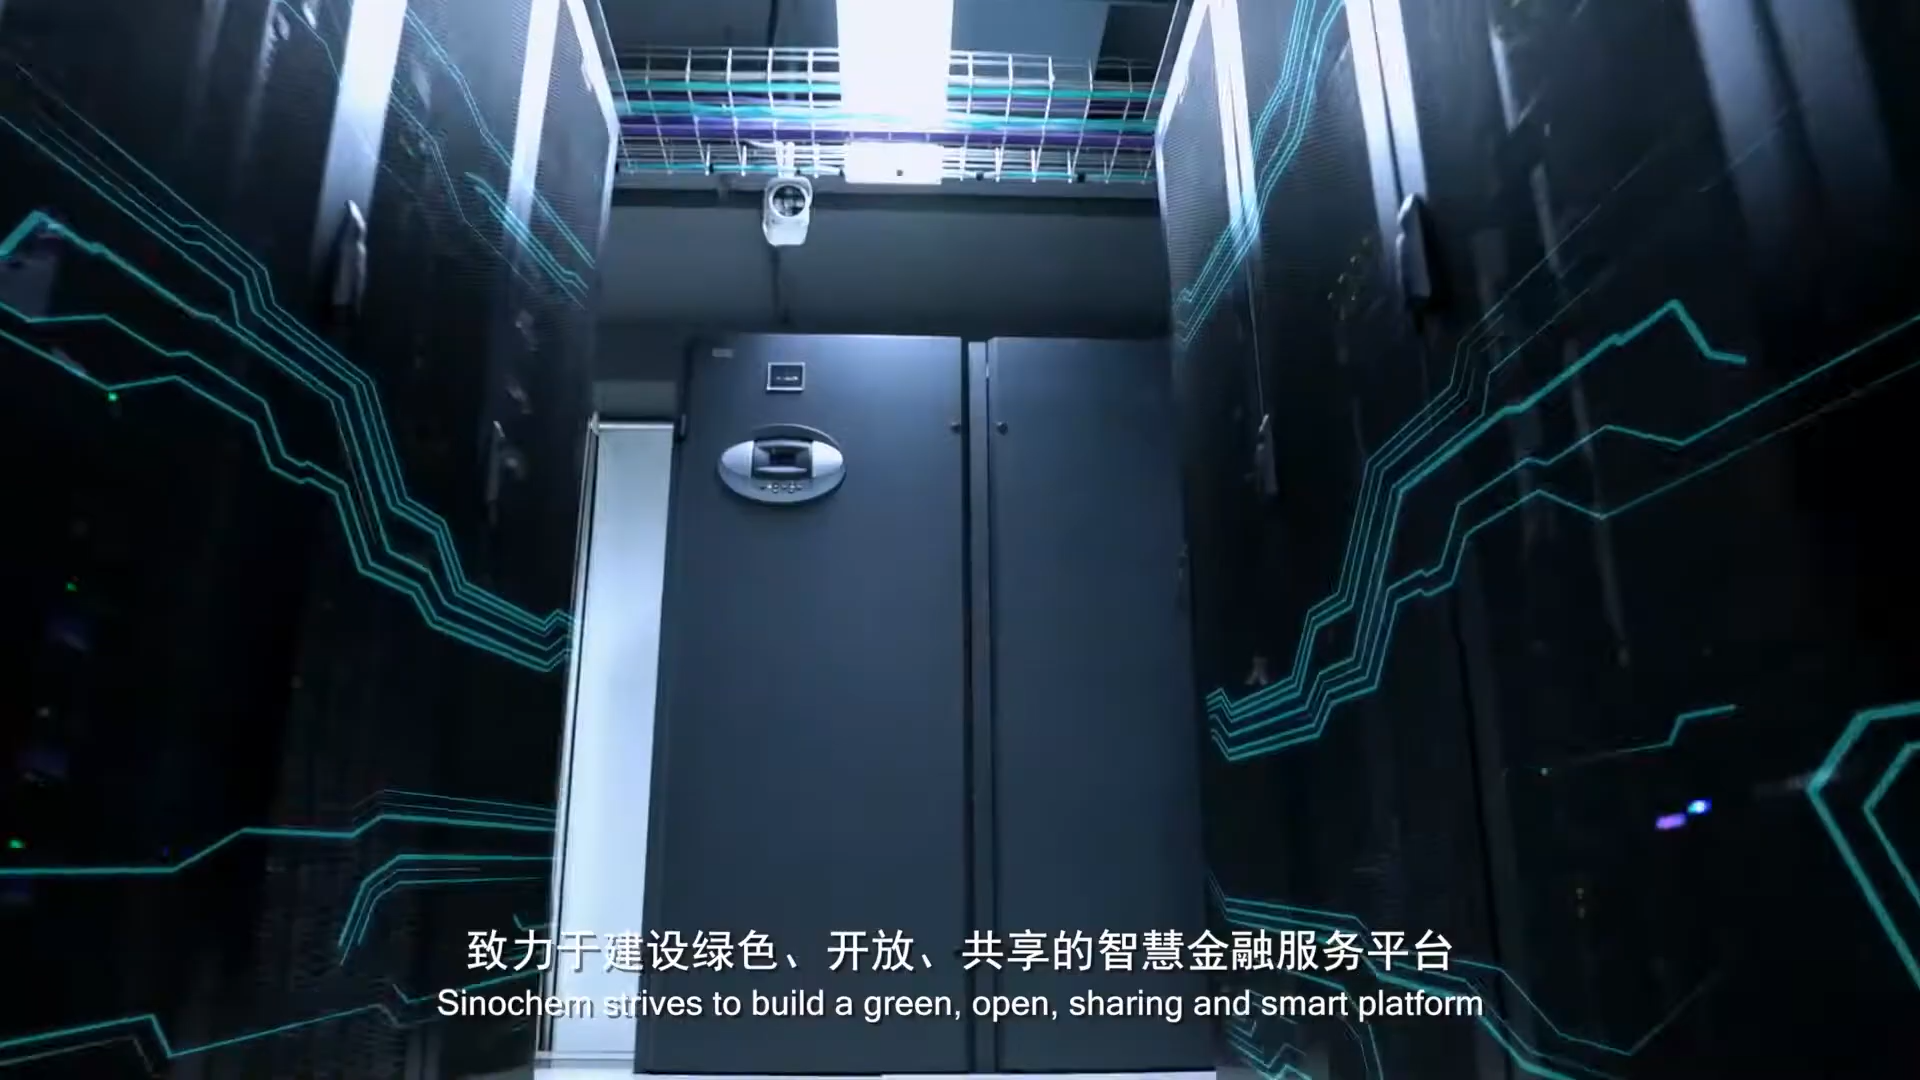 致力于建设绿色、开放、共享的智慧金融服务平台
Sinochem strives to build a green, open, sharing and smart platform